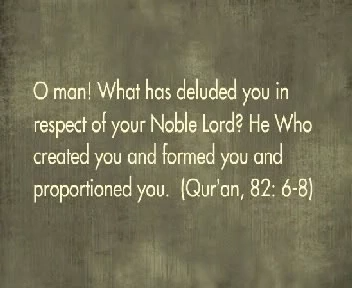 O man! What has deluded you in
respect of your Noble Lord? He Who
created you and formed you and
proportioned you. (Qur'an, 82: 6-8)